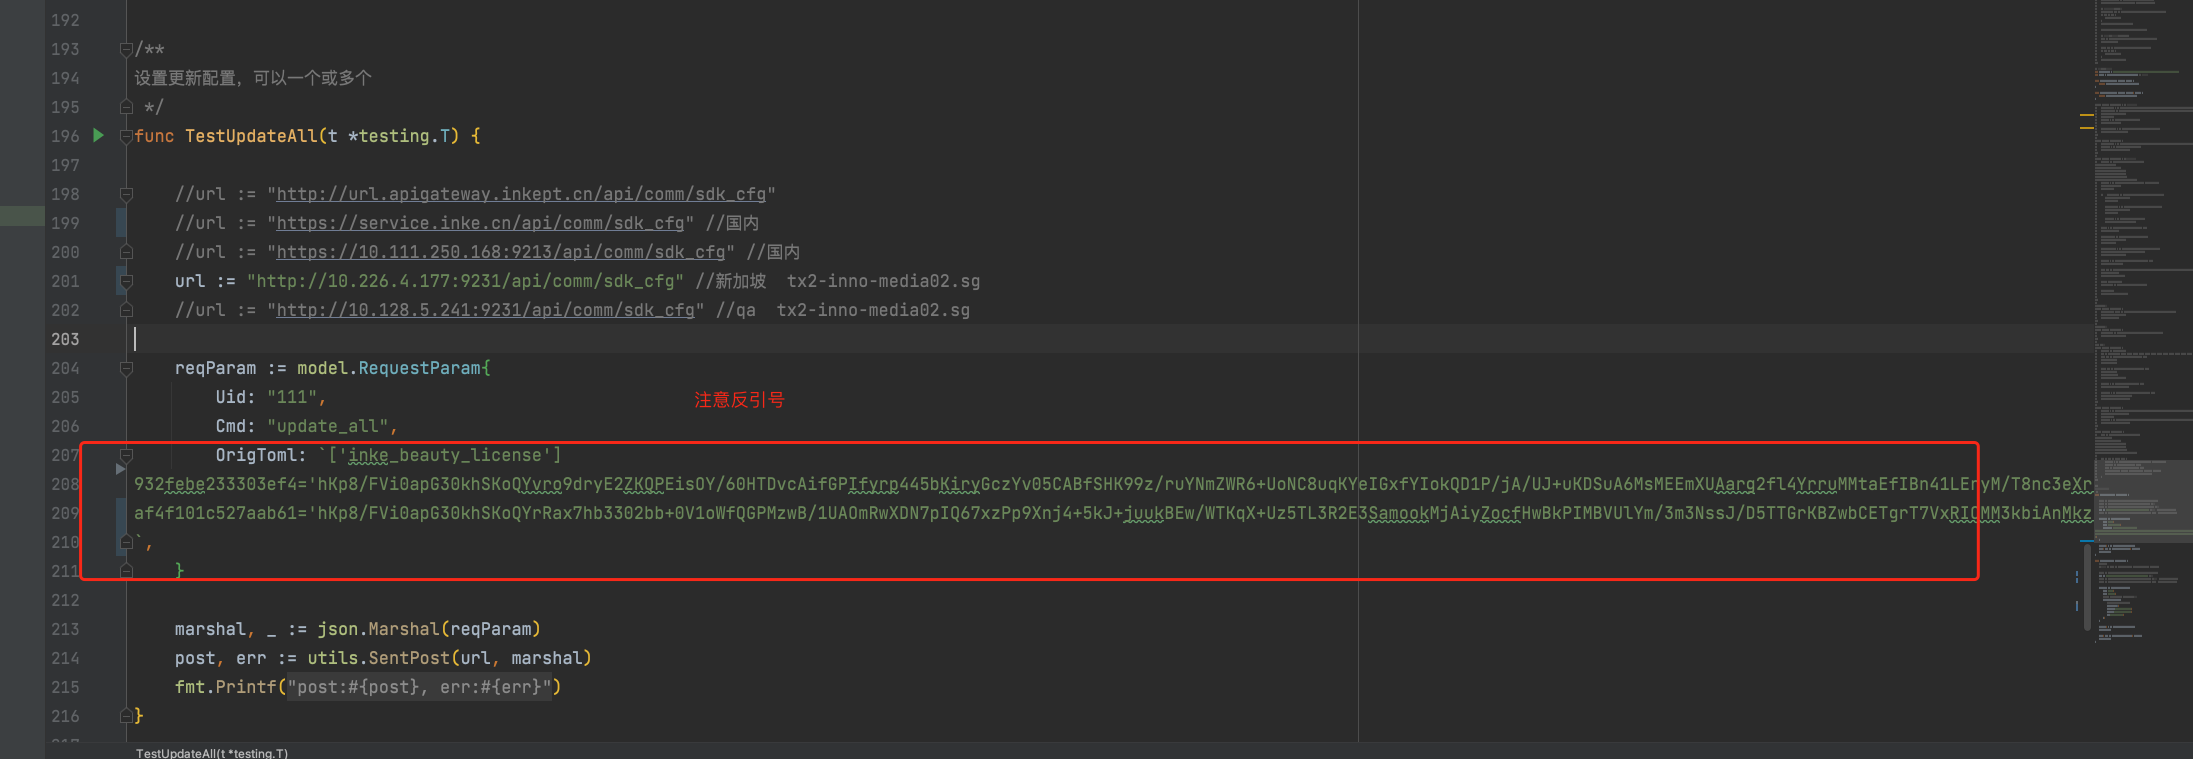 192
193 /**
194 设置更新配置，可以一个或多个
195 */
196 func TestUpdateAll(t *testing.T) {
197
198 //url := "http://url.apigateway.inkept.cn/api/comm/sdk_cfg"
199 //url := "https://service.inke.cn/api/comm/sdk_cfg" //国内
200 //url := "https://10.111.250.168:9213/api/comm/sdk_cfg" //国内
201 url := "http://10.226.4.177:9231/api/comm/sdk_cfg" //新加坡 tx2-inno-media02.sg
202 //url := "http://10.128.5.241:9231/api/comm/sdk_cfg" //qa tx2-inno-media02.sg
203
204 reqParam := model.RequestParam{
205 Uid: "111",
注意反引号
206 Cmd: "update_all",
207 OrigToml: `['inke_beauty_license']
208 932febe233303ef4='hKp8/FVi0apG30khSKoQYvro9dryE2ZKQPEisOY/60HTDvcAifGPIfyrp445bKiryGczYv05CABfSHK99z/ruYNmZWR6+UoNC8uqKYeIGxfYIokQD1P/jA/UJ+uKDSuA6MsMEEmXUAarg2fl4YrruMMtaEfIBn41LEnyM/T8nc3eXr
209 af4f101c527aab61='hKp8/FVi0apG30khSKoQYrRax7hb3302bb+0V1oWfQGPMzwB/1UAOmRwXDN7pIQ67xzPp9Xnj4+5kJ+juukBEw/WTKqX+Uz5TL3R2E3SamookMjAiyZocfHwBkPIMBVUlYm/3m3NssJ/D5TTGrKBZwbCETgrT7VxRIOMM3kbiAnMkz
210 `,
211 }
212
213 marshal, _ := json.Marshal(reqParam)
214 post, err := utils.SentPost(url, marshal)
215 fmt.Printf("post:#{post}, err:#{err}")
216 }
TestUpdateAll(t *testing.T)